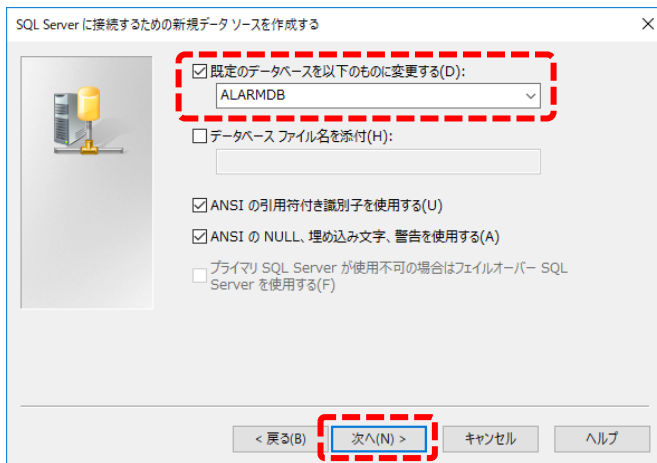 SQL Server に接続するための新規データ ソースを作成する
既定のデータベースを以下のものに変更する(D):
ALARMDB
データベース ファイル名を添付(H):
ANSI の引用符付き識別子を使用する(U)
ANSI の NULL、埋め込み文字、警告を使用する(A)
プライマリ SQL Server が使用不可の場合はフェイルオーバー SQL
Server を使用する(F)
< 戻る(B) 次へ(N) > キャンセル ヘルプ